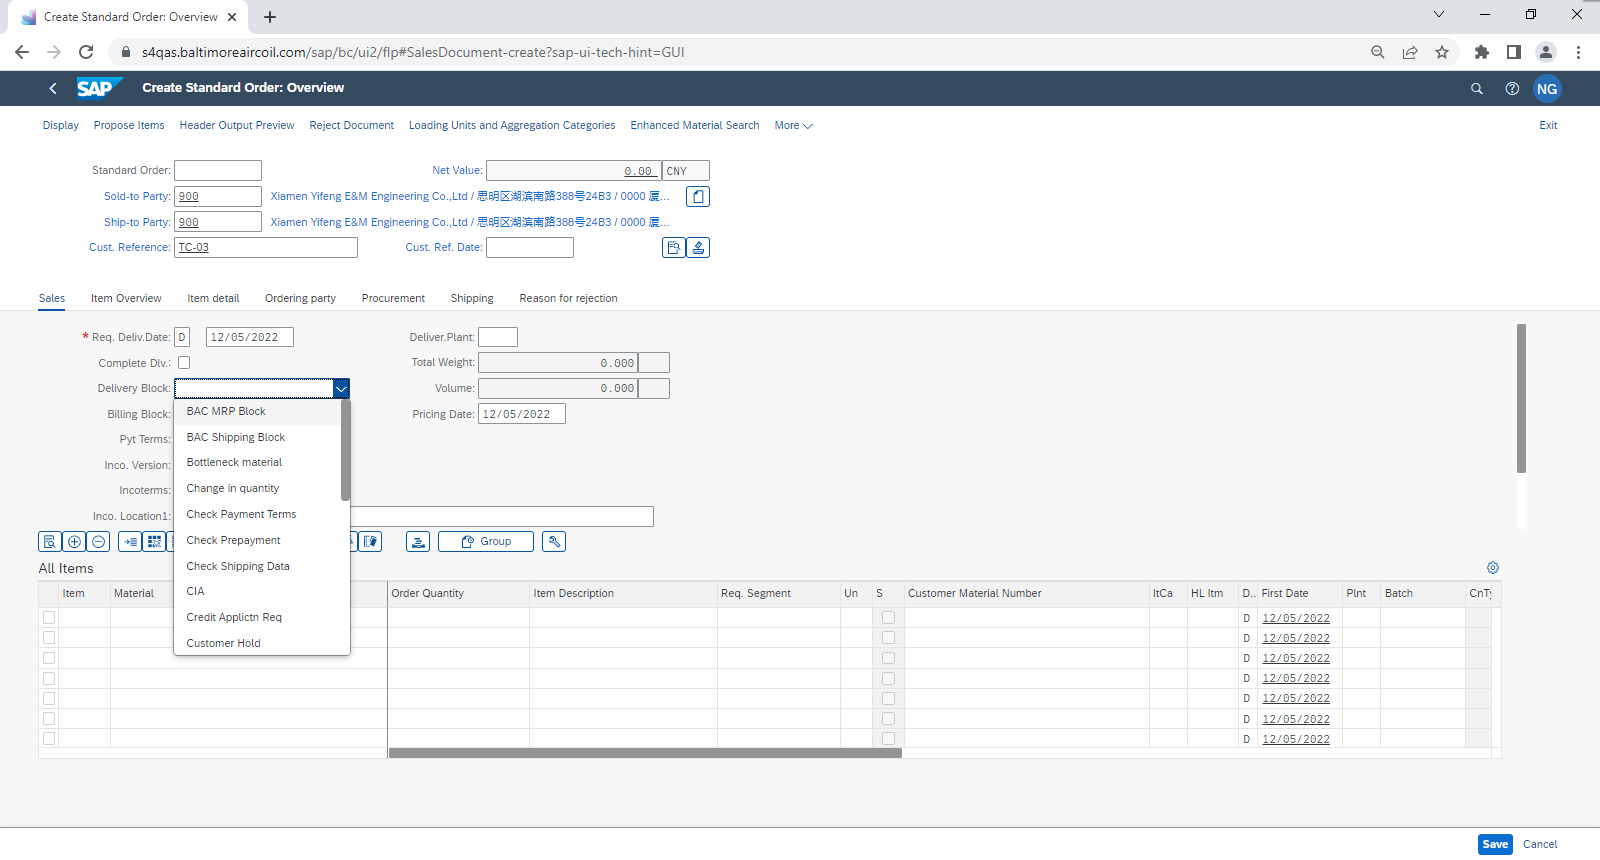 Create Standard Order: Overview
s4qas.baltimoreaircoil.com/sap/bc/ui2/flp#SalesDocument-create?sap-ui-tech-hint=GUI
SAP Create Standard Order: Overview NG
Display Propose Items Header Output Preview Reject Document Loading Units and Aggregation Categories Enhanced Material Search More Exit
Standard Order: Net Value: 0.00 CNY
Sold-to Party: 900 Xiamen Yifeng E&M Engineering Co.,Ltd / 思明区湖滨南路388号24B3 / 0000 厦...
Ship-to Party: 900 Xiamen Yifeng E&M Engineering Co.,Ltd / 思明区湖滨南路388号24B3 / 0000 厦...
Cust. Reference: TC-03 Cust. Ref. Date:
Sales Item Overview Item detail Ordering party Procurement Shipping Reason for rejection
* Req. Deliv.Date: D 12/05/2022 Deliver.Plant:
Complete Dlv.: Total Weight: 0.000
Delivery Block: Volume: 0.000
Billing Block: BAC MRP Block Pricing Date: 12/05/2022
Pyt Terms: BAC Shipping Block
Inco. Version: Bottleneck material
Incoterms: Change in quantity
Inco. Location1: Check Payment Terms
Check Prepayment Group
All Items Check Shipping Data
Item Material CIA Order Quantity Item Description Req. Segment Un S Customer Material Number ItCa HL Itm D.. First Date Plnt Batch CnTy
Credit Applictn Req D 12/05/2022
Customer Hold D 12/05/2022
D 12/05/2022
D 12/05/2022
D 12/05/2022
D 12/05/2022
D 12/05/2022
Save Cancel